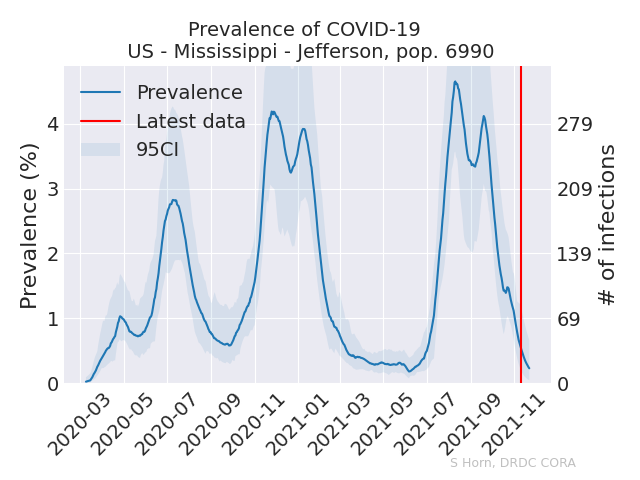 Prevalence of COVID-19
US - Mississippi - Jefferson, pop. 6990
Prevalence
Latest data
95CI
Prevalence (%)
4
3
2
1
0
279
209
139
69
0
# of infections
2020-03
2020-05
2020-07
2020-09
2020-11
2021-01
2021-03
2021-05
2021-07
2021-09
2021-11
S Horn, DRDC CORA